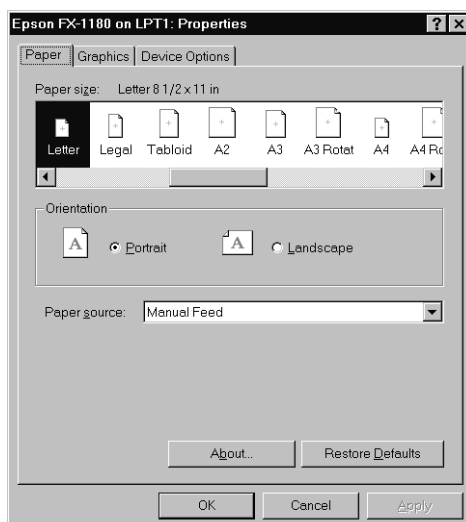 Epson FX-1180 on LPT1: Properties
Paper Graphics Device Options
Paper size: Letter 8 1/2 x 11 in
Letter Legal Tabloid A2 A3 A3 Rotat A4 A4 Ro
Orientation
A Portrait A Landscape
Paper source: Manual Feed
About... Restore Defaults
OK Cancel Apply